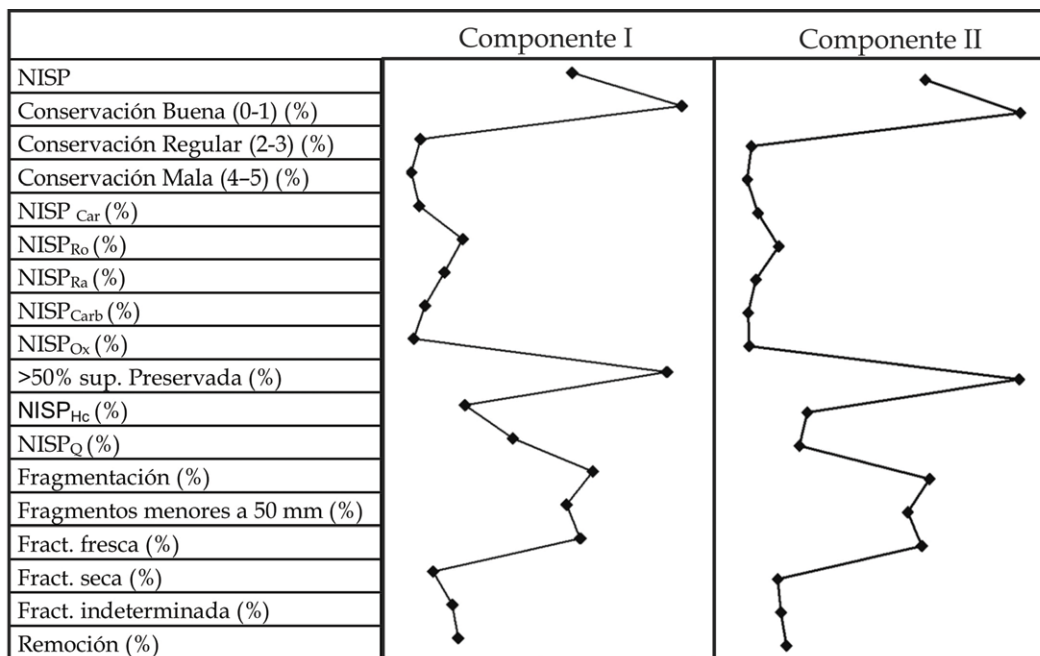 Componente I
Componente II
NISP
Conservación Buena (0-1) (%)
Conservación Regular (2-3) (%)
Conservación Mala (4–5) (%)
NISP Car (%)
NISPRo (%)
NISPRa (%)
NISPCarb (%)
NISPOx (%)
>50% sup. Preservada (%)
NISPHc (%)
NISPQ (%)
Fragmentación (%)
Fragmentos menores a 50 mm (%)
Fract. fresca (%)
Fract. seca (%)
Fract. indeterminada (%)
Remoción (%)